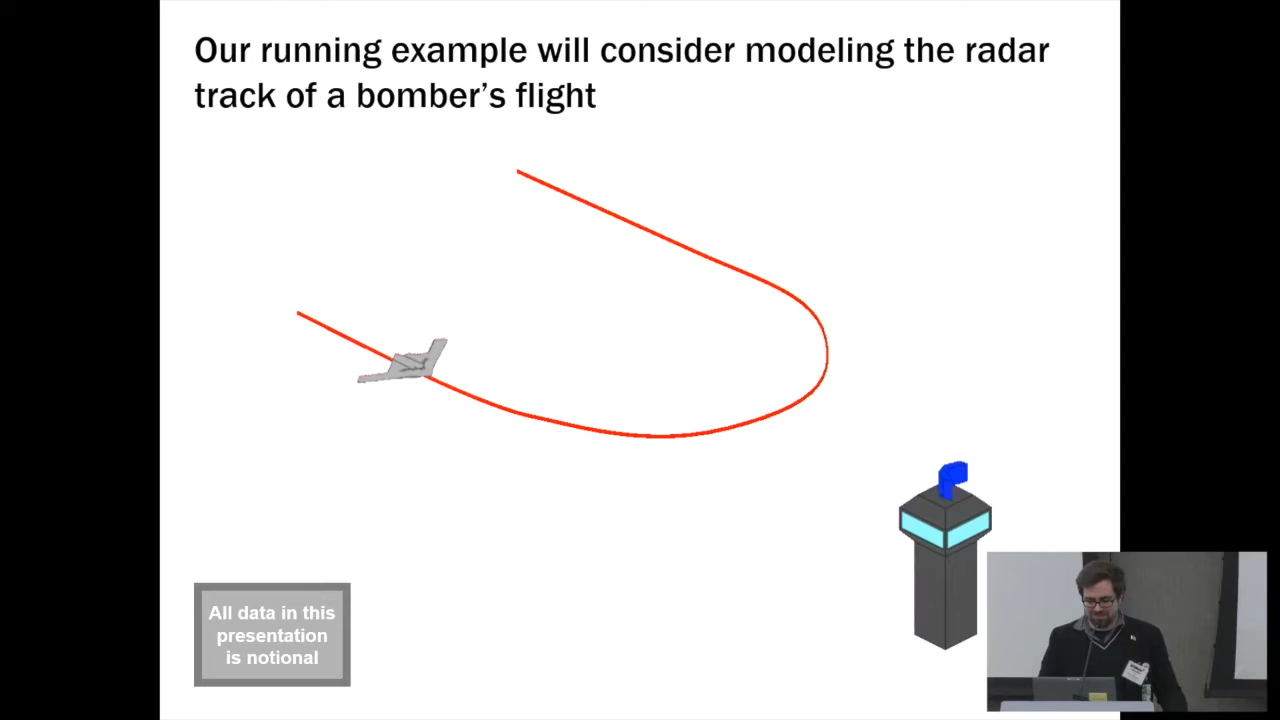 Our running example will consider modeling the radar
track of a bomber’s flight
All data in this
presentation
is notional